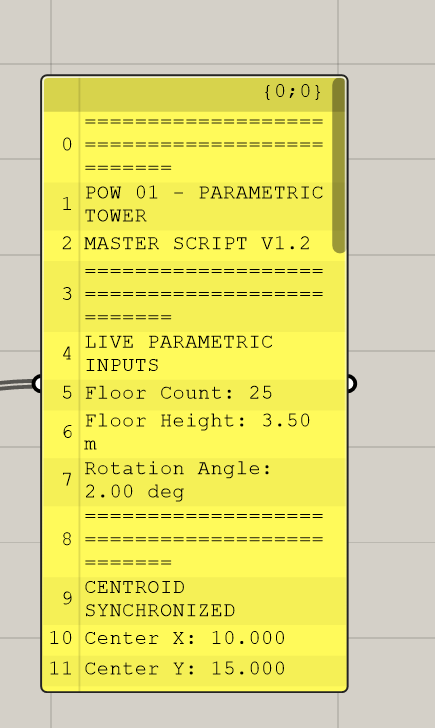 {0;0}
===================
0
===================
=======
POW 01 - PARAMETRIC
1
TOWER
2 MASTER SCRIPT V1.2
===================
3
===================
=======
LIVE PARAMETRIC
4
INPUTS
5 Floor Count: 25
Floor Height: 3.50
6
m
Rotation Angle:
7
2.00 deg
===================
8
===================
=======
CENTROID
9
SYNCHRONIZED
10 Center X: 10.000
11 Center Y: 15.000